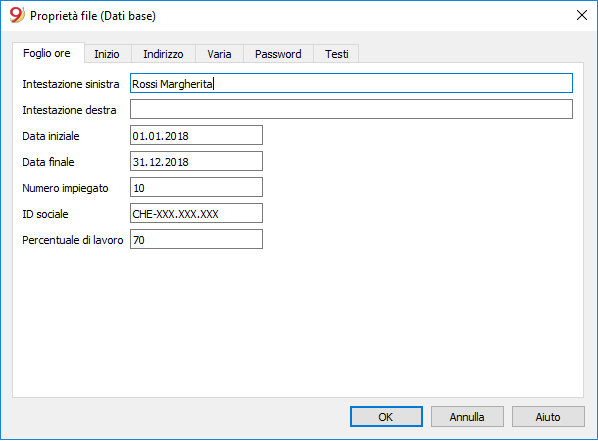 9 Proprietà file (Dati base)
Foglio ore Inizio Indirizzo Varia Password Testi
Intestazione sinistra Rossi Margherita
Intestazione destra
Data iniziale 01.01.2018
Data finale 31.12.2018
Numero impiegato 10
ID sociale CHE-XXX.XXX.XXX
Percentuale di lavoro 70
OK Annulla Aiuto